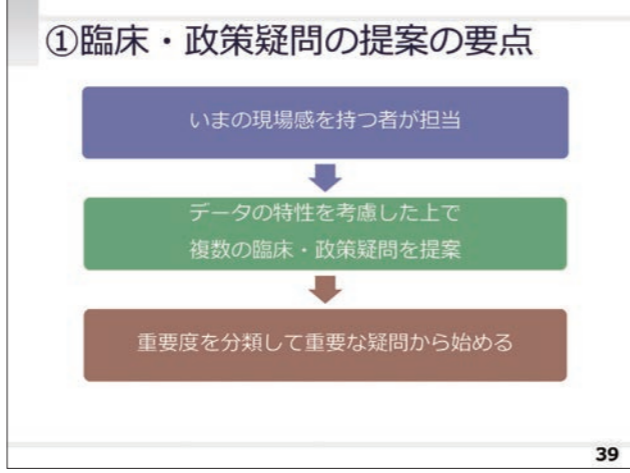 ①臨床・政策疑問の提案の要点
いまの現場感を持つ者が担当
データの特性を考慮した上で
複数の臨床・政策疑問を提案
重要度を分類して重要な疑問から始める
39